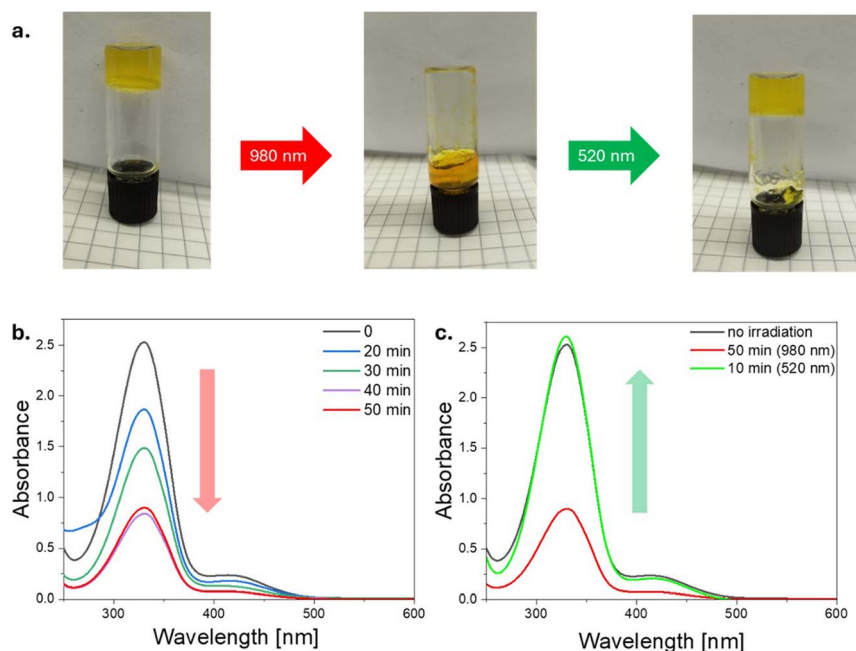 a.
980 nm
520 nm
b.
0
20 min
30 min
40 min
50 min
2.5
2.0
1.5
1.0
0.5
0.0
300
400
500
600
Absorbance
Wavelength [nm]
c.
no irradiation
50 min (980 nm)
10 min (520 nm)
2.5
2.0
1.5
1.0
0.5
0.0
300
400
500
600
Absorbance
Wavelength [nm]